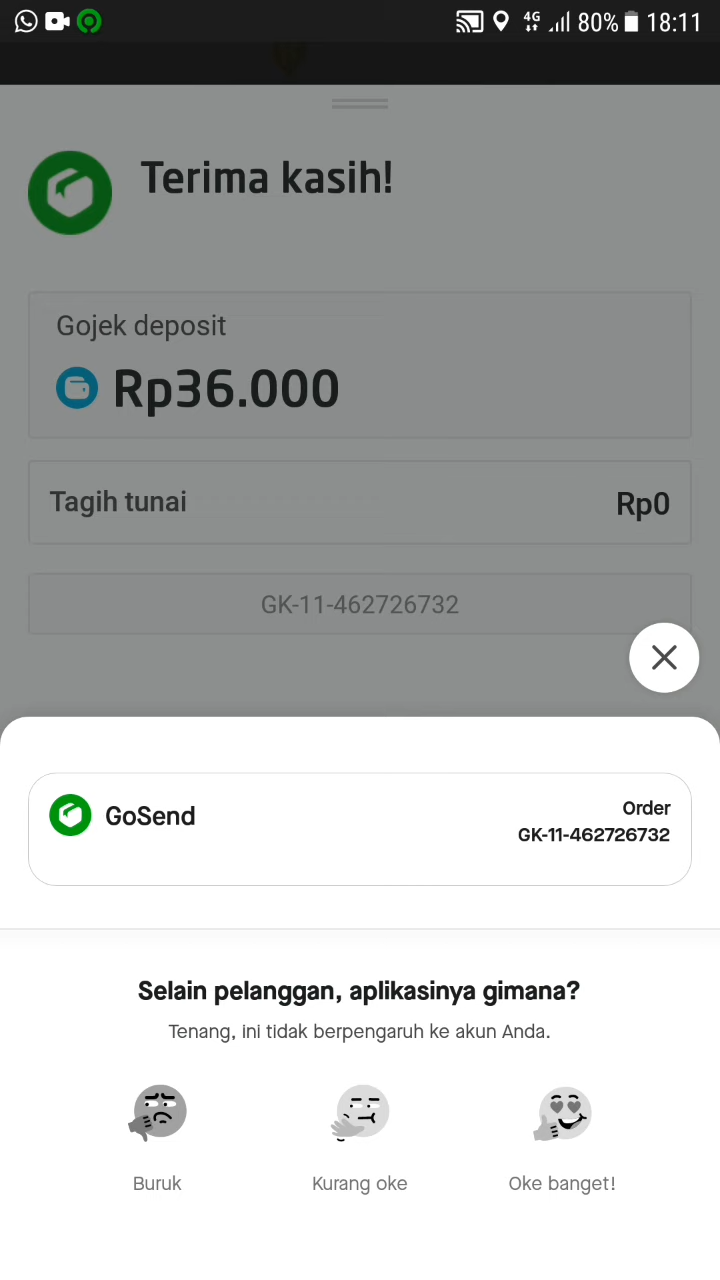 4G 80% 18:11
Terima kasih!
Gojek deposit
Rp36.000
Tagih tunai Rp0
GK-11-462726732
GoSend
Order
GK-11-462726732
Selain pelanggan, aplikasinya gimana?
Tenang, ini tidak berpengaruh ke akun Anda.
Buruk Kurang oke Oke banget!